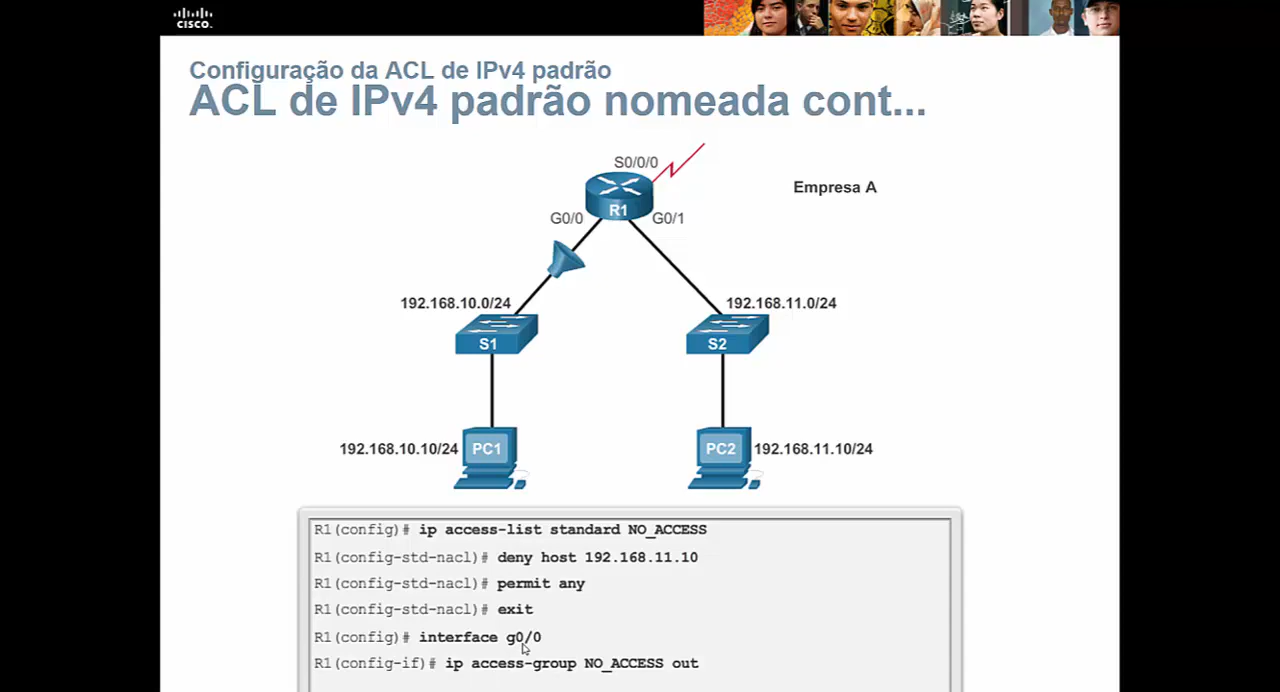 CISCO.
Configuração da ACL de IPv4 padrão
ACL de IPv4 padrão nomeada cont...
S0/0/0
Empresa A
R1
G0/0
G0/1
192.168.10.0/24
192.168.11.0/24
S1
S2
192.168.10.10/24
PC1
PC2
192.168.11.10/24
R1(config)# ip access-list standard NO_ACCESS
R1(config-std-nacl)# deny host 192.168.11.10
R1(config-std-nacl)# permit any
R1(config-std-nacl)# exit
R1(config)# interface g0/0
R1(config-if)# ip access-group NO_ACCESS out